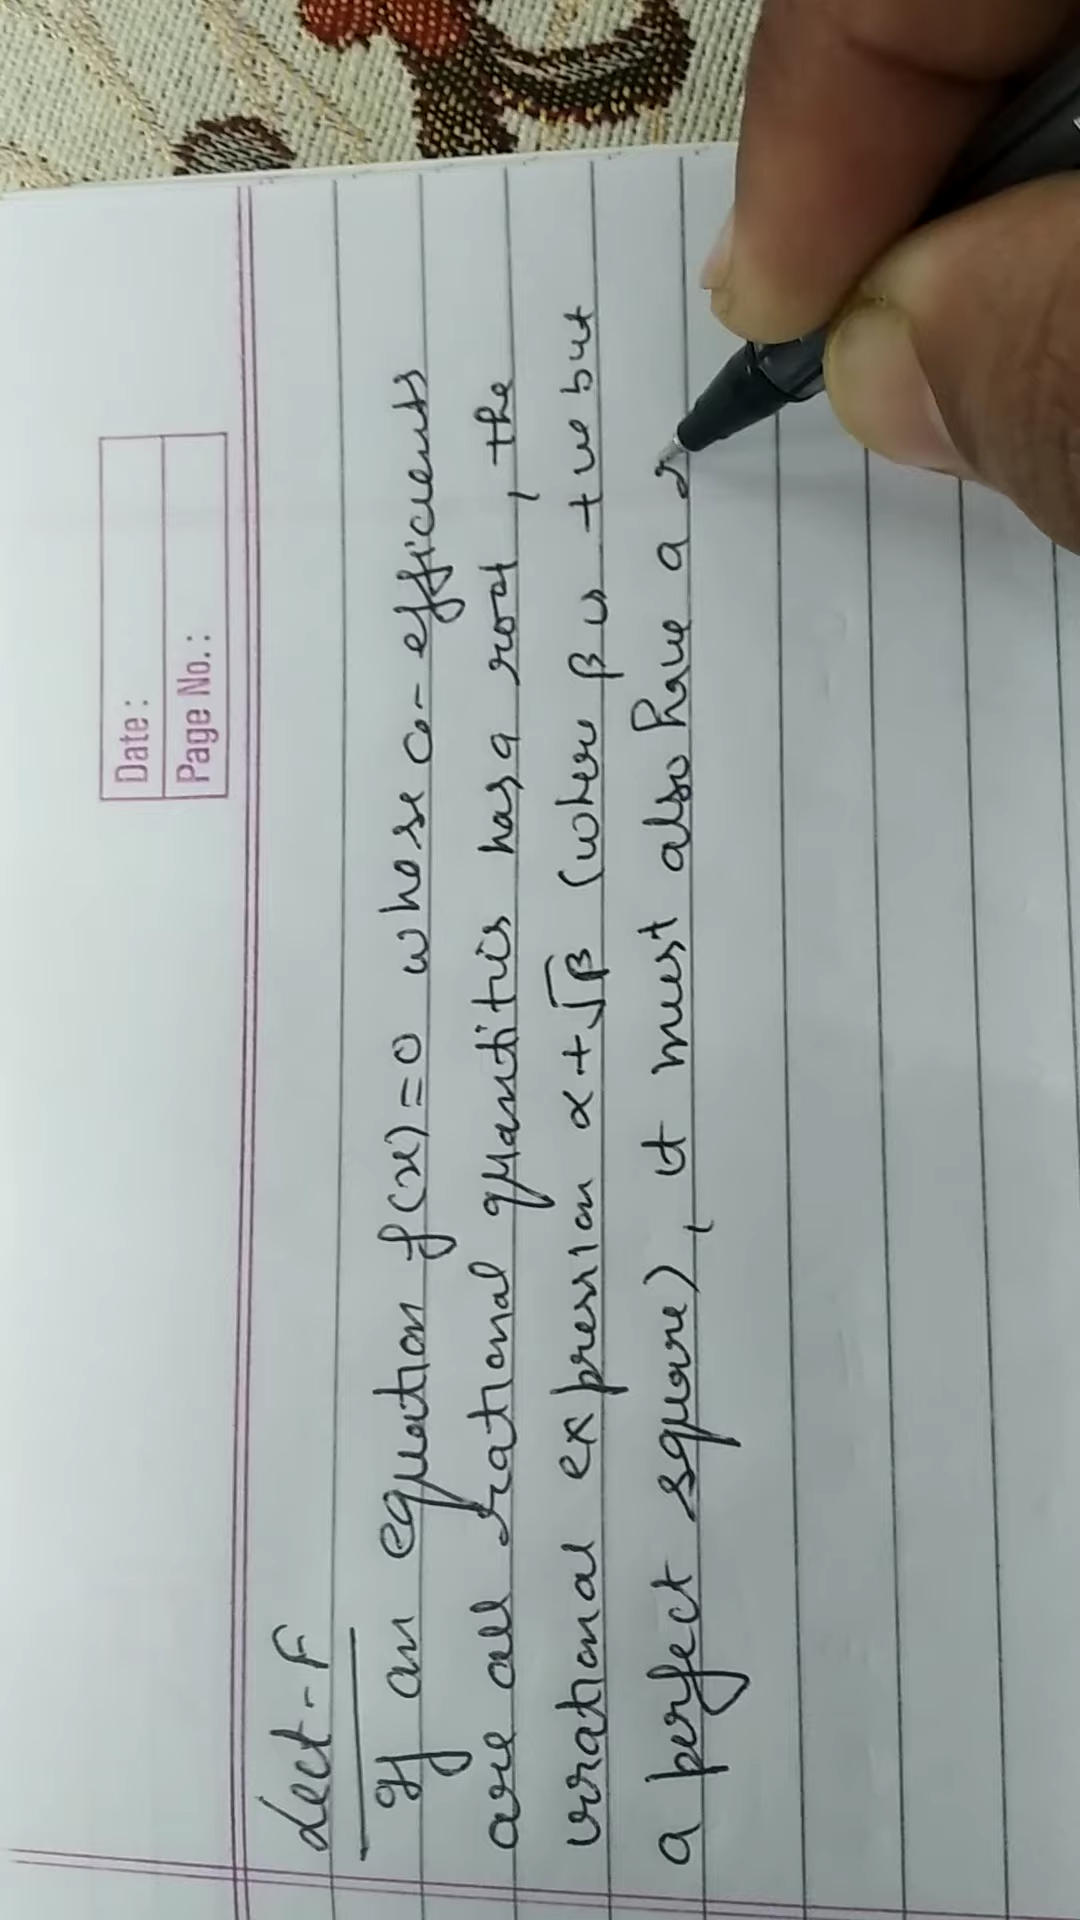 Date :
Page No. :
Lect - F
If an equation f(x)=0 whose co-efficients
are all rational quantitis has a root , the
irrational expression α+√β (where β is +ve but
a perfect square) , it must also have a r